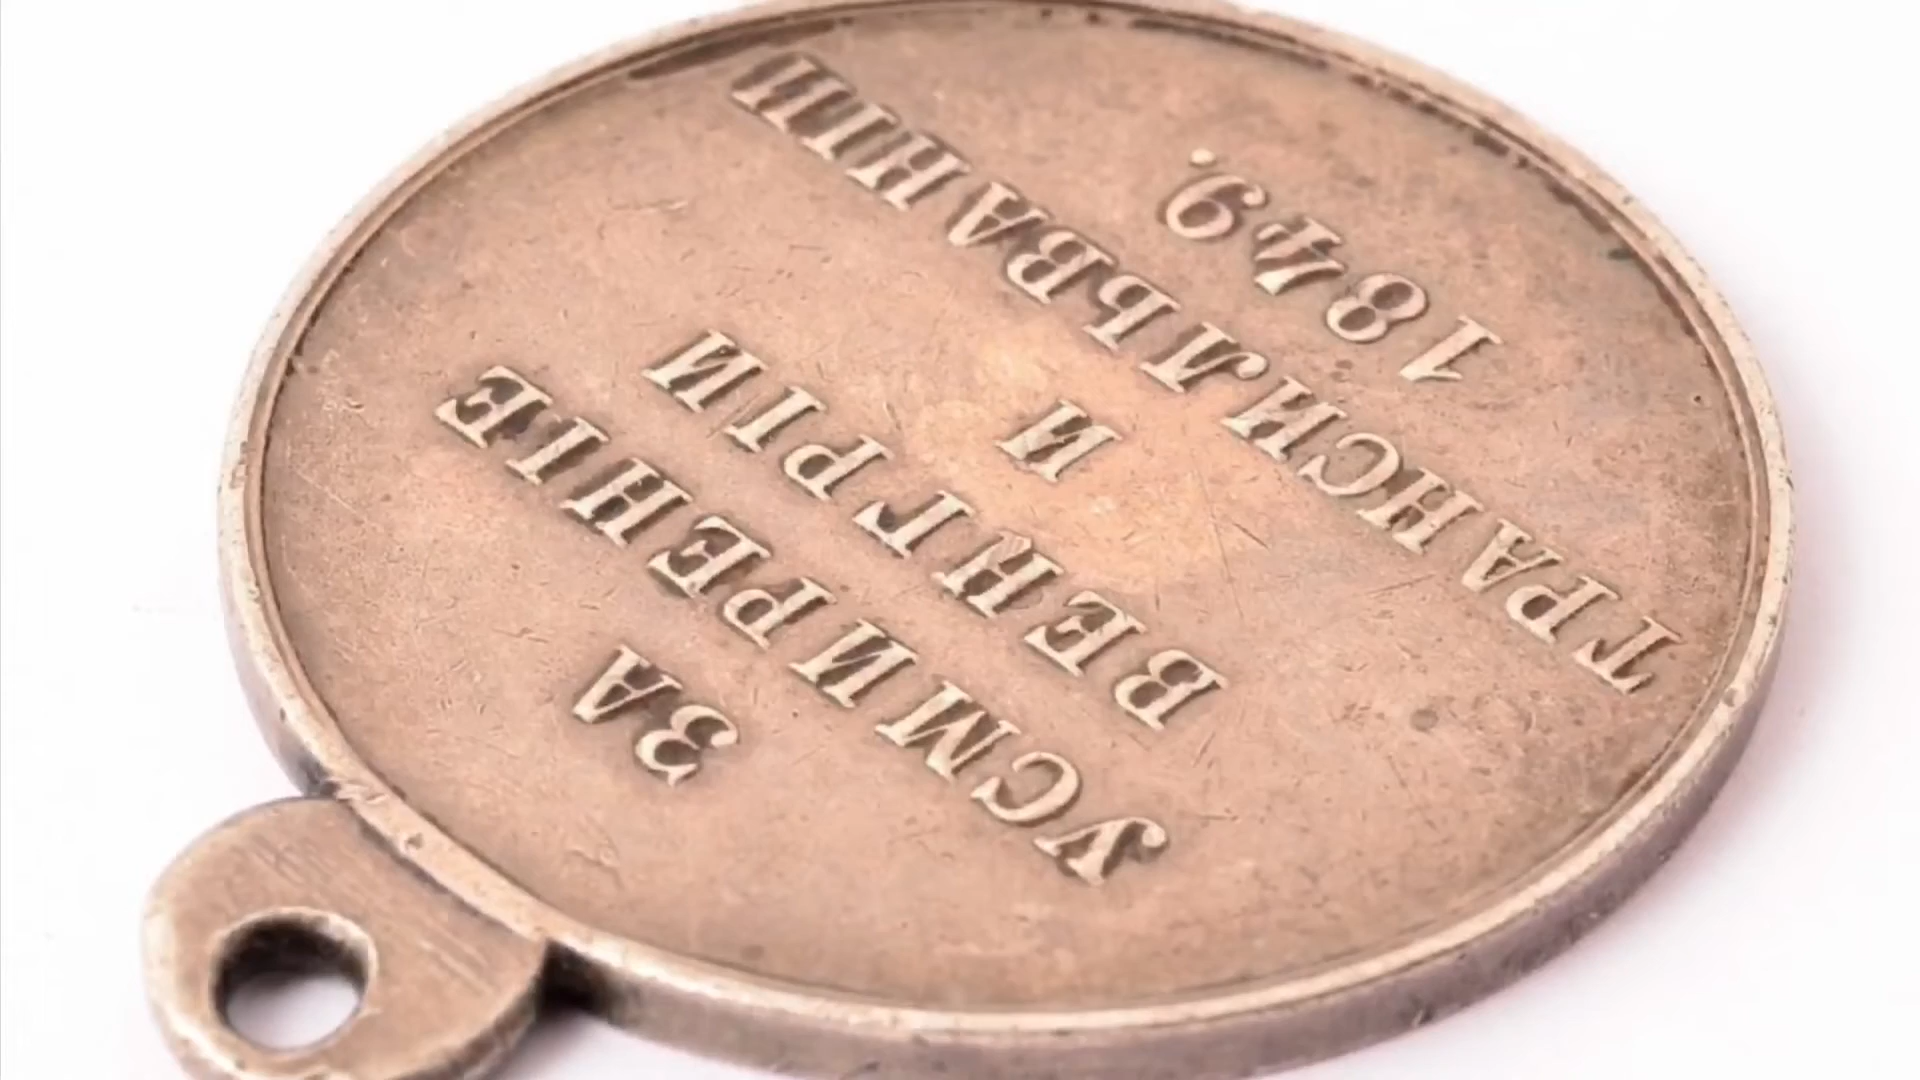 ЗА
УСМИРЕНІЕ
ВЕНГРІИ
И
ТРАНСИЛЬВАНІИ
1849.